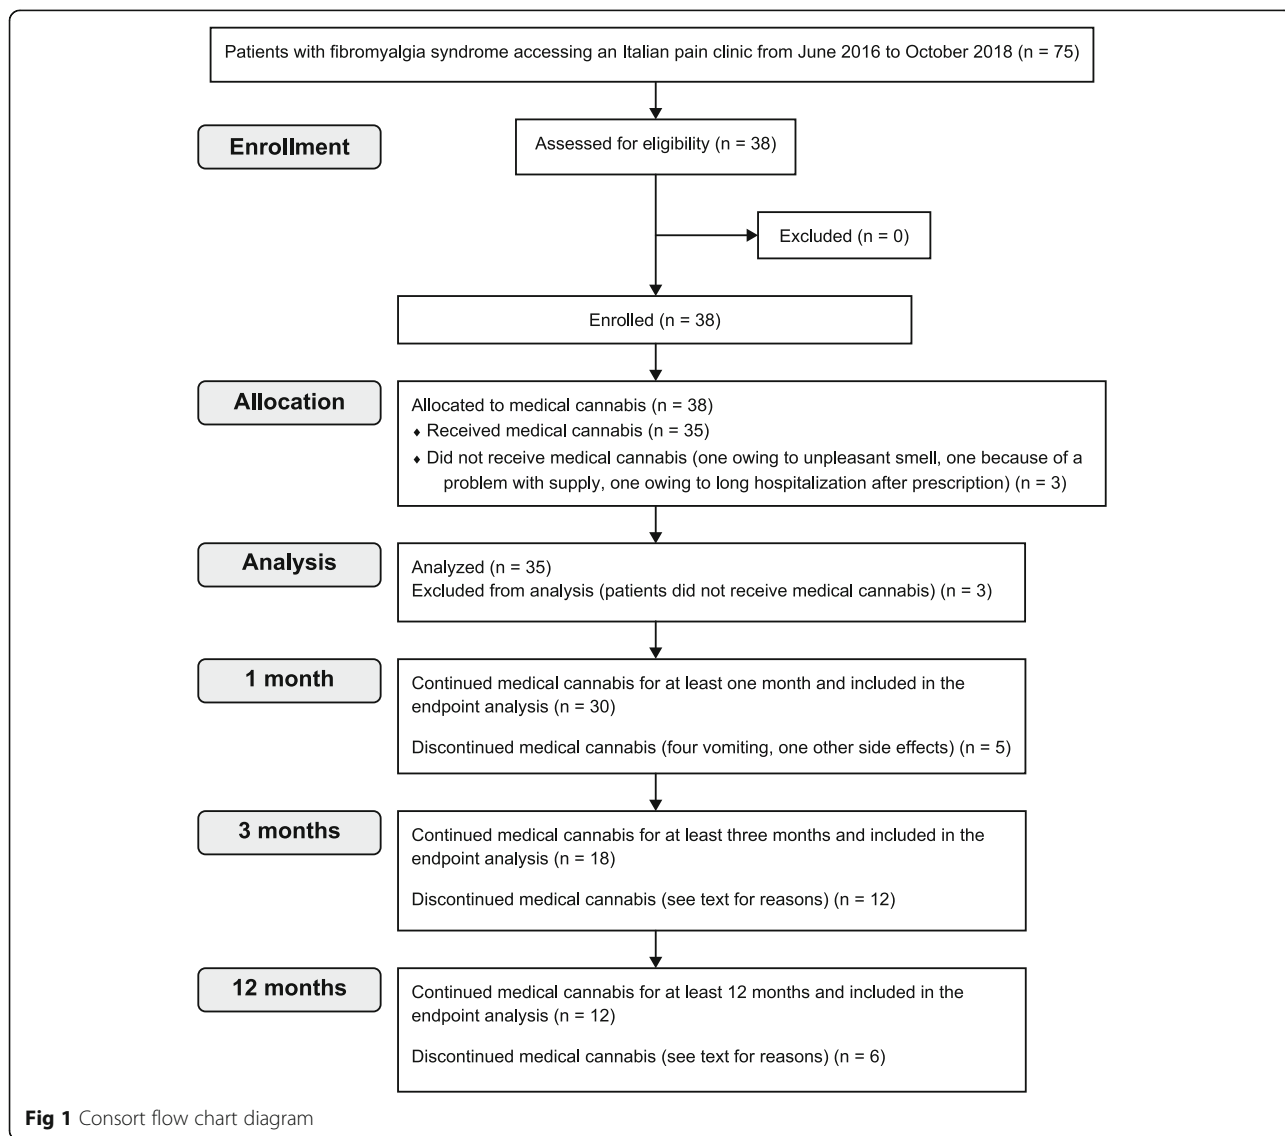 Patients with fibromyalgia syndrome accessing an Italian pain clinic from June 2016 to October 2018 (n = 75)
Enrollment
Assessed for eligibility (n = 38)
Excluded (n = 0)
Enrolled (n = 38)
Allocation
Allocated to medical cannabis (n = 38)
♦ Received medical cannabis (n = 35)
♦ Did not receive medical cannabis (one owing to unpleasant smell, one because of a
problem with supply, one owing to long hospitalization after prescription) (n = 3)
Analysis
Analyzed (n = 35)
Excluded from analysis (patients did not receive medical cannabis) (n = 3)
1 month
Continued medical cannabis for at least one month and included in the
endpoint analysis (n = 30)
Discontinued medical cannabis (four vomiting, one other side effects) (n = 5)
3 months
Continued medical cannabis for at least three months and included in the
endpoint analysis (n = 18)
Discontinued medical cannabis (see text for reasons) (n = 12)
12 months
Continued medical cannabis for at least 12 months and included in the
endpoint analysis (n = 12)
Discontinued medical cannabis (see text for reasons) (n = 6)
Fig 1 Consort flow chart diagram